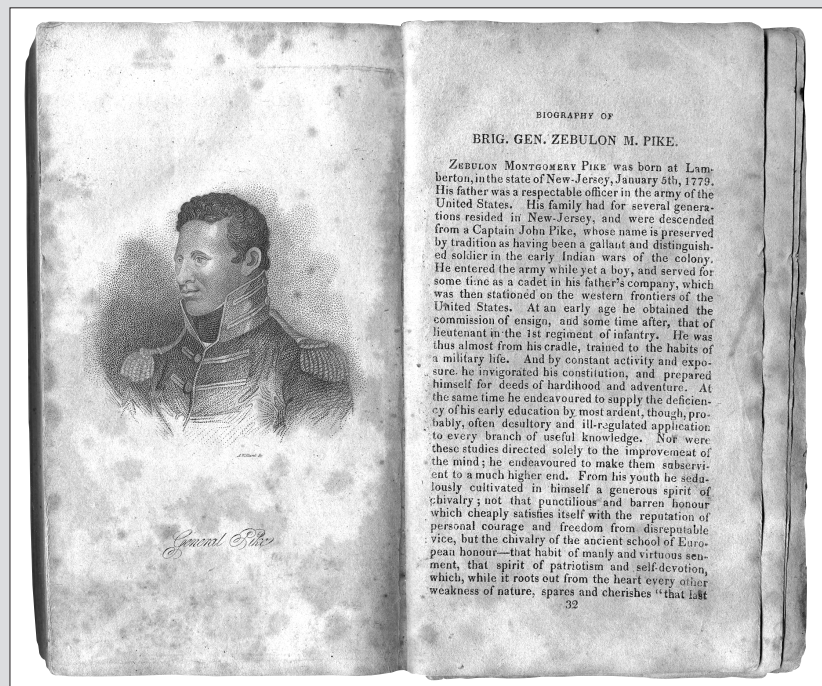 General Pike
BIOGRAPHY OF
BRIG. GEN. ZEBULON M. PIKE.
ZEBULON MONTGOMERY PIKE was born at Lam-
berton, in the state of New-Jersey, January 5th, 1779.
His father was a respectable officer in the army of the
United States. His family had for several genera-
tions resided in New-Jersey, and were descended
from a Captain John Pike, whose name is preserved
by tradition as having been a gallant and distinguish-
ed soldier in the early Indian wars of the colony.
He entered the army while yet a boy, and served for
some time as a cadet in his father's company, which
was then stationed on the western frontiers of the
United States. At an early age he obtained the
commission of ensign, and some time after, that of
lieutenant in the 1st regiment of infantry. He was
thus almost from his cradle, trained to the habits of
a military life. And by constant activity and expo-
sure he invigorated his constitution, and prepared
himself for deeds of hardihood and adventure. At
the same time he endeavoured to supply the deficien-
cy of his early education by most ardent, though, pro-
bably, often desultory and ill-regulated application
to every branch of useful knowledge. Nor were
these studies directed solely to the improvement of
the mind; he endeavoured to make them subservi-
ent to a much higher end. From his youth he sedu-
lously cultivated in himself a generous spirit of
chivalry; not that punctilious and barren honour
which cheaply satisfies itself with the reputation of
personal courage and freedom from disreputable
vice, but the chivalry of the ancient school of Euro-
pean honour—that habit of manly and virtuous sen-
ment, that spirit of patriotism and self-devotion,
which, while it roots out from the heart every other
weakness of nature, spares and cherishes "that last
32